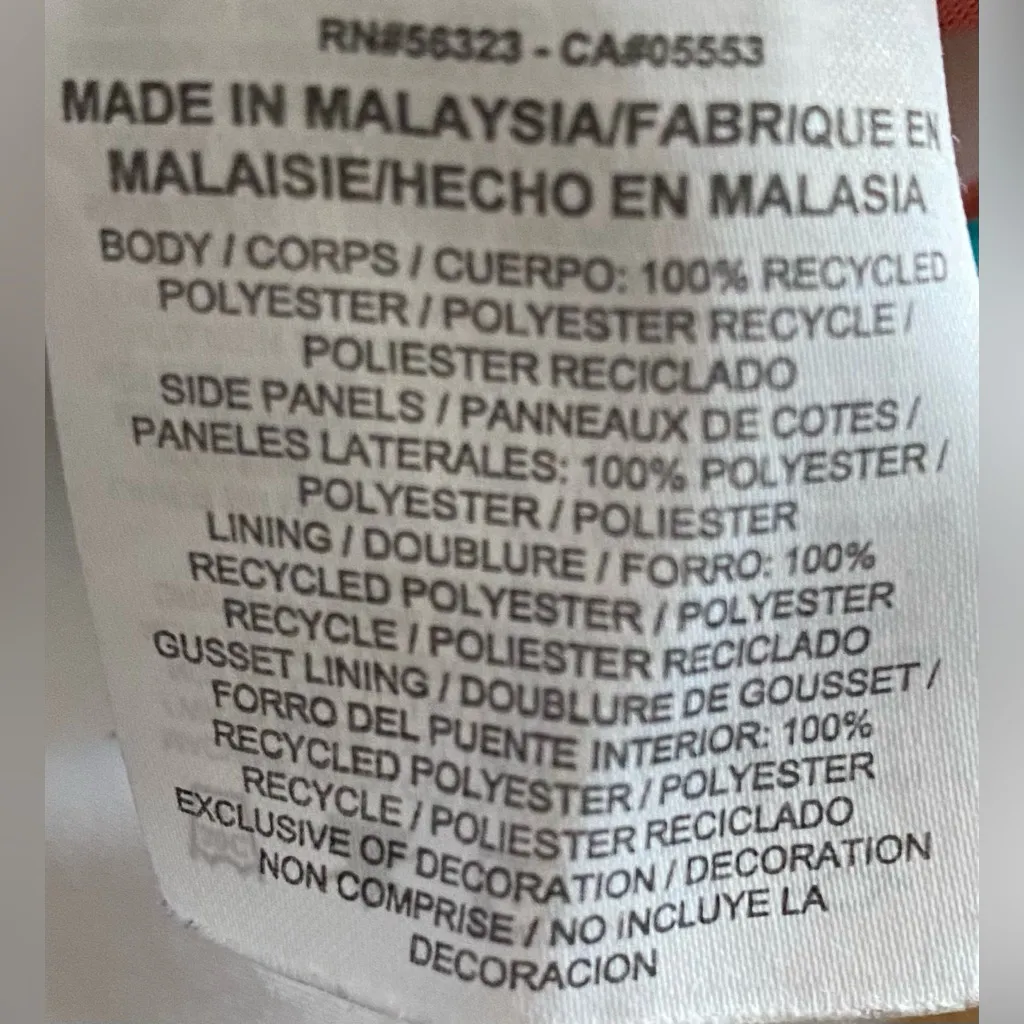 RN#56323 - CA#05553
MADE IN MALAYSIA/FABRIQUE EN
MALAISIE/HECHO EN MALASIA
BODY / CORPS / CUERPO: 100% RECYCLED
POLYESTER / POLYESTER RECYCLE /
POLIESTER RECICLADO
SIDE PANELS / PANNEAUX DE COTES /
PANELES LATERALES: 100% POLYESTER /
POLYESTER / POLIESTER
LINING / DOUBLURE / FORRO: 100%
RECYCLED POLYESTER / POLYESTER
RECYCLE / POLIESTER RECICLADO
GUSSET LINING / DOUBLURE DE GOUSSET /
FORRO DEL PUENTE INTERIOR: 100%
RECYCLED POLYESTER / POLYESTER
RECYCLE / POLIESTER RECICLADO
EXCLUSIVE OF DECORATION / DECORATION
NON COMPRISE / NO INCLUYE LA
DECORACION